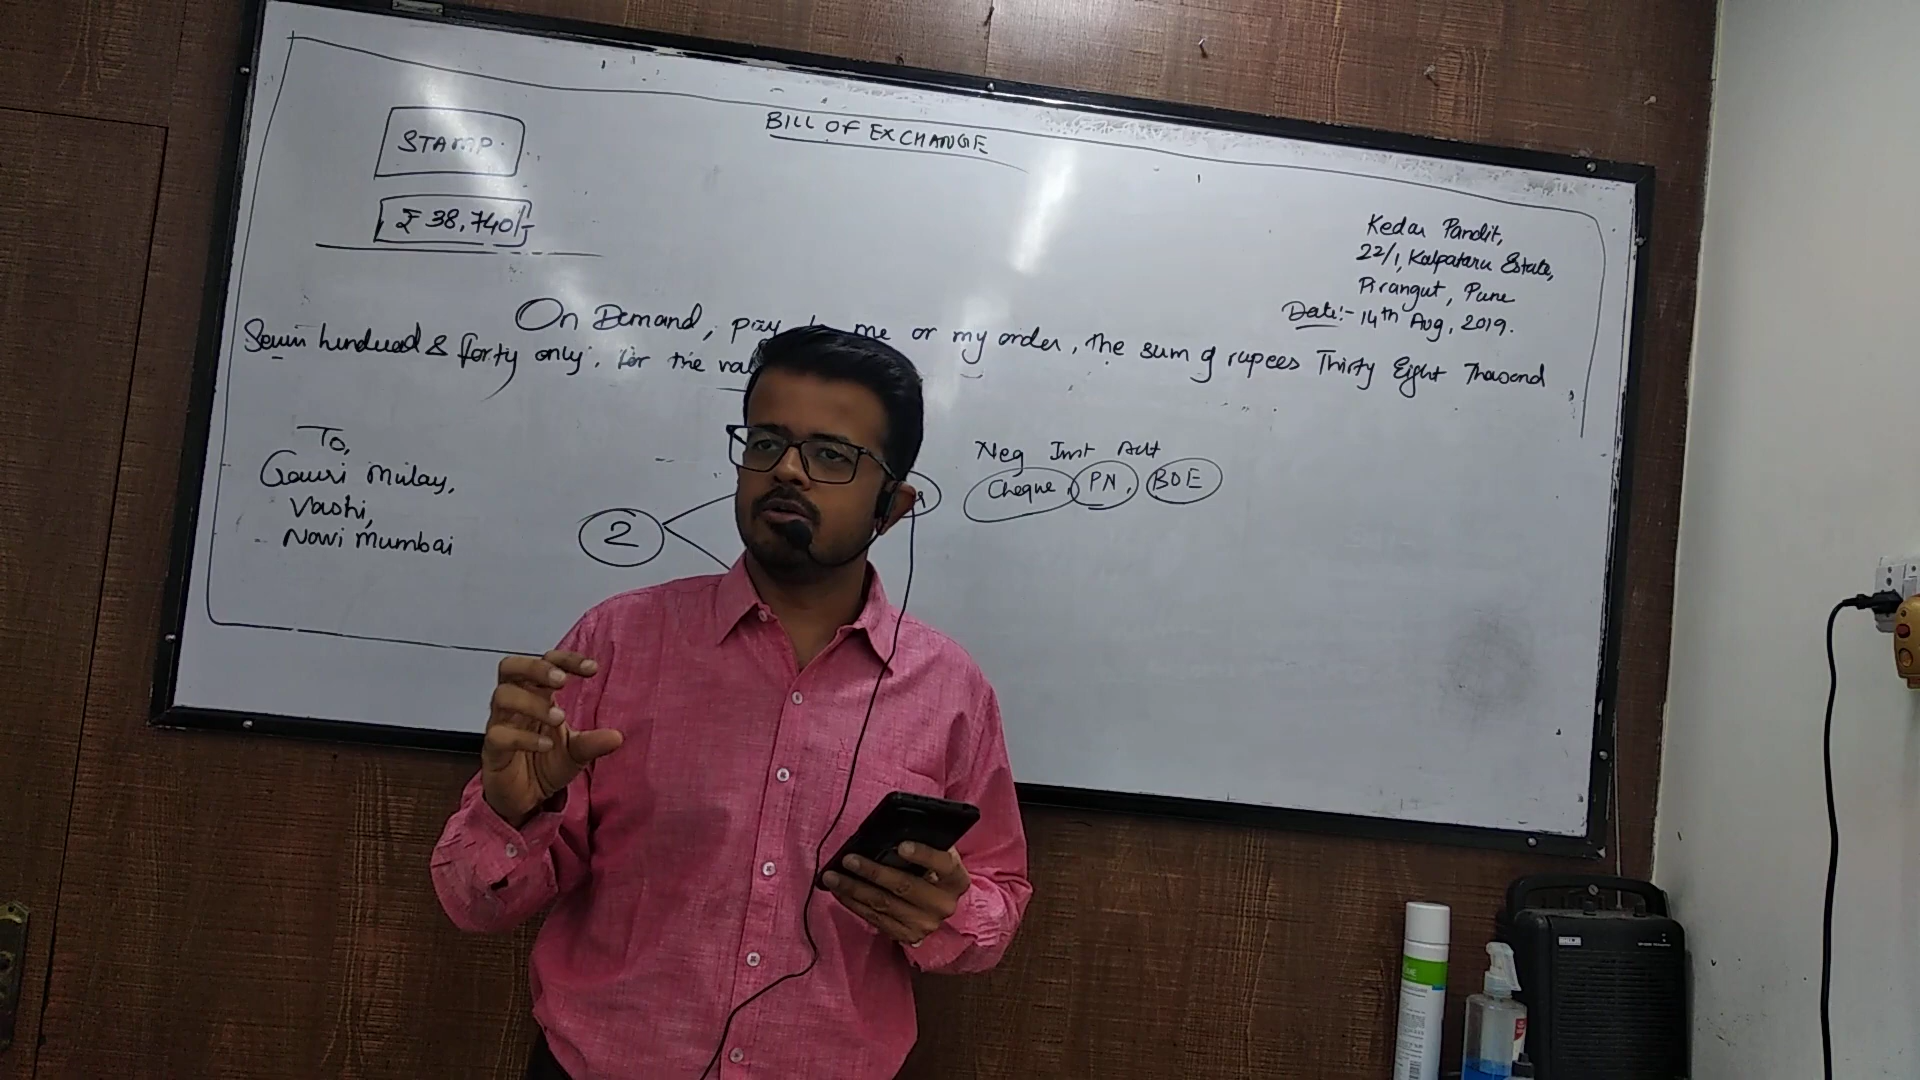 BILL OF EXCHANGE
STAMP
₹ 38,740/-
Kedar Pandit,
22/1, Kalpataru Estate,
Pirangut, Pune
Date:- 14th Aug, 2019.
On Demand, pay to me or my order, the sum of rupees Thirty Eight Thousand
Seven hundred & forty only, for the
To,
Gauri Mulay,
Vashi,
Navi Mumbai
2
Neg Inst Act
Cheque, PN, BOE